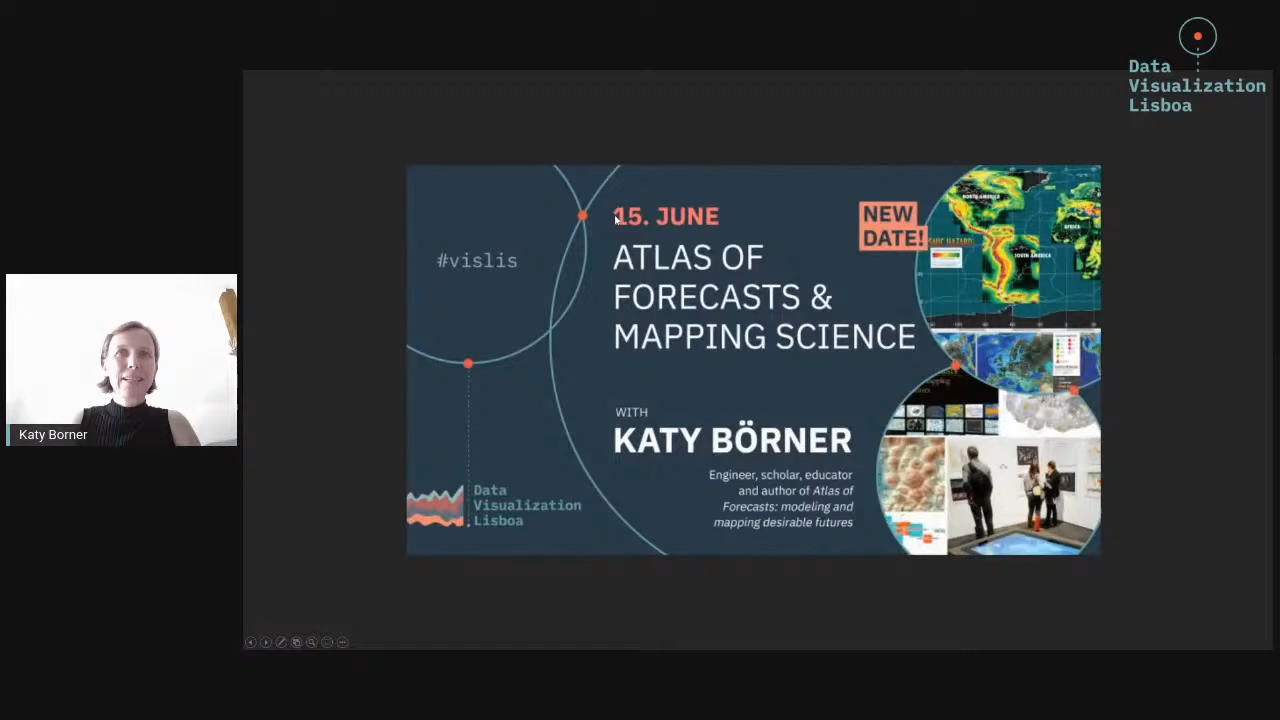 Data
Visualization
Lisboa
15. JUNE
NEW
DATE!
#vislis
ATLAS OF
FORECASTS &
MAPPING SCIENCE
NORTH AMERICA
AFRICA
SOUTH AMERICA
WITH
KATY BÖRNER
Engineer, scholar, educator
and author of Atlas of
Forecasts: modeling and
mapping desirable futures
Data
Visualization
Lisboa
Katy Borner